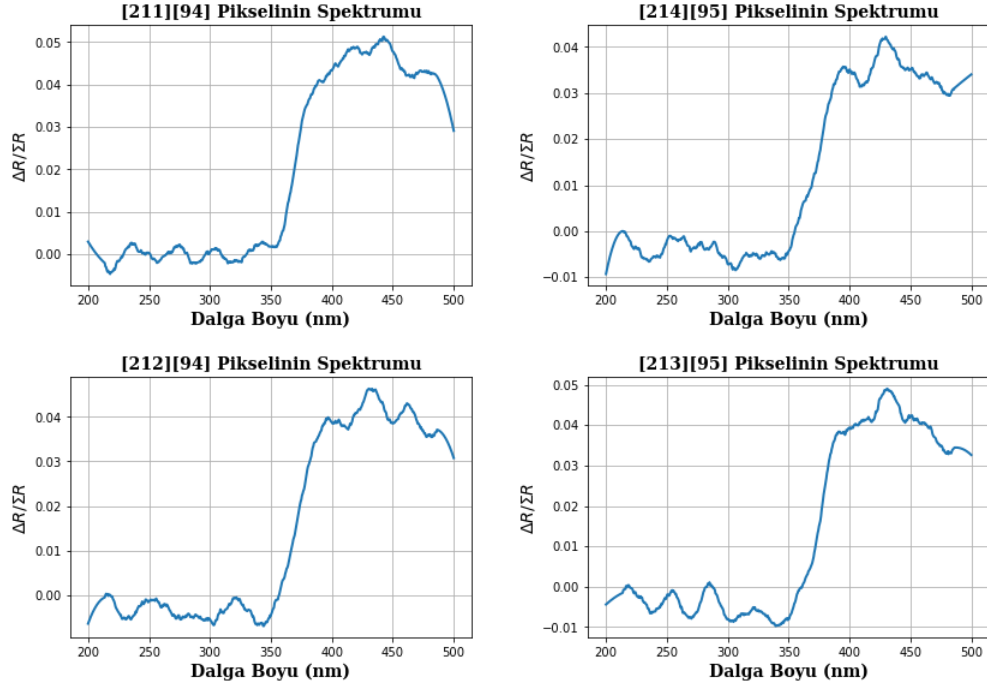 [211][94] Pikselinin Spektrumu
ΔR/ΣR
0.05
0.04
0.03
0.02
0.01
0.00
200 250 300 350 400 450 500
Dalga Boyu (nm)
[214][95] Pikselinin Spektrumu
ΔR/ΣR
0.04
0.03
0.02
0.01
0.00
−0.01
200 250 300 350 400 450 500
Dalga Boyu (nm)
[212][94] Pikselinin Spektrumu
ΔR/ΣR
0.04
0.03
0.02
0.01
0.00
200 250 300 350 400 450 500
Dalga Boyu (nm)
[213][95] Pikselinin Spektrumu
ΔR/ΣR
0.05
0.04
0.03
0.02
0.01
0.00
−0.01
200 250 300 350 400 450 500
Dalga Boyu (nm)